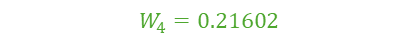 W₄ = 0.21602